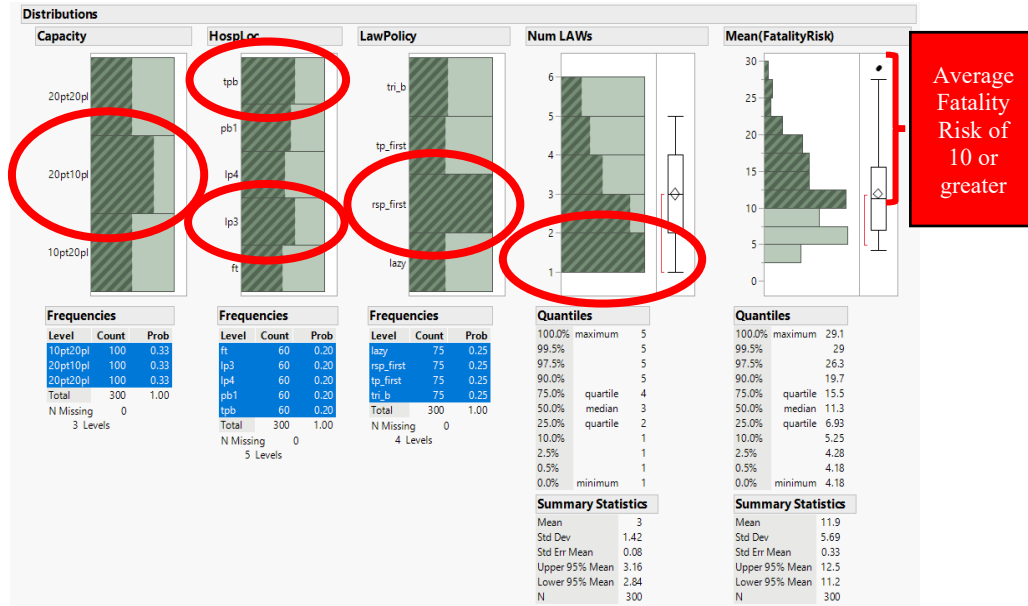 Distributions
Capacity
20pt20pl
20pt10pl
10pt20pl
Frequencies
Level Count Prob
10pt20pl 100 0.33
20pt10pl 100 0.33
20pt20pl 100 0.33
Total 300 1.00
N Missing 0
3 Levels
HospLoc
tpb
pb1
lp4
lp3
ft
Frequencies
Level Count Prob
ft 60 0.20
lp3 60 0.20
lp4 60 0.20
pb1 60 0.20
tpb 60 0.20
Total 300 1.00
N Missing 0
5 Levels
LawPolicy
tri_b
tp_first
rsp_first
lazy
Frequencies
Level Count Prob
lazy 75 0.25
rsp_first 75 0.25
tp_first 75 0.25
tri_b 75 0.25
Total 300 1.00
N Missing 0
4 Levels
Num LAWs
6
5
4
3
2
1
Quantiles
100.0% maximum 5
99.5% 5
97.5% 5
90.0% 5
75.0% quartile 4
50.0% median 3
25.0% quartile 2
10.0% 1
2.5% 1
0.5% 1
0.0% minimum 1
Summary Statistics
Mean 3
Std Dev 1.42
Std Err Mean 0.08
Upper 95% Mean 3.16
Lower 95% Mean 2.84
N 300
Mean(FatalityRisk)
30
25
20
15
10
5
0
Quantiles
100.0% maximum 29.1
99.5% 29
97.5% 26.3
90.0% 19.7
75.0% quartile 15.5
50.0% median 11.3
25.0% quartile 6.93
10.0% 5.25
2.5% 4.28
0.5% 4.18
0.0% minimum 4.18
Summary Statistics
Mean 11.9
Std Dev 5.69
Std Err Mean 0.33
Upper 95% Mean 12.5
Lower 95% Mean 11.2
N 300
Average
Fatality
Risk of
10 or
greater